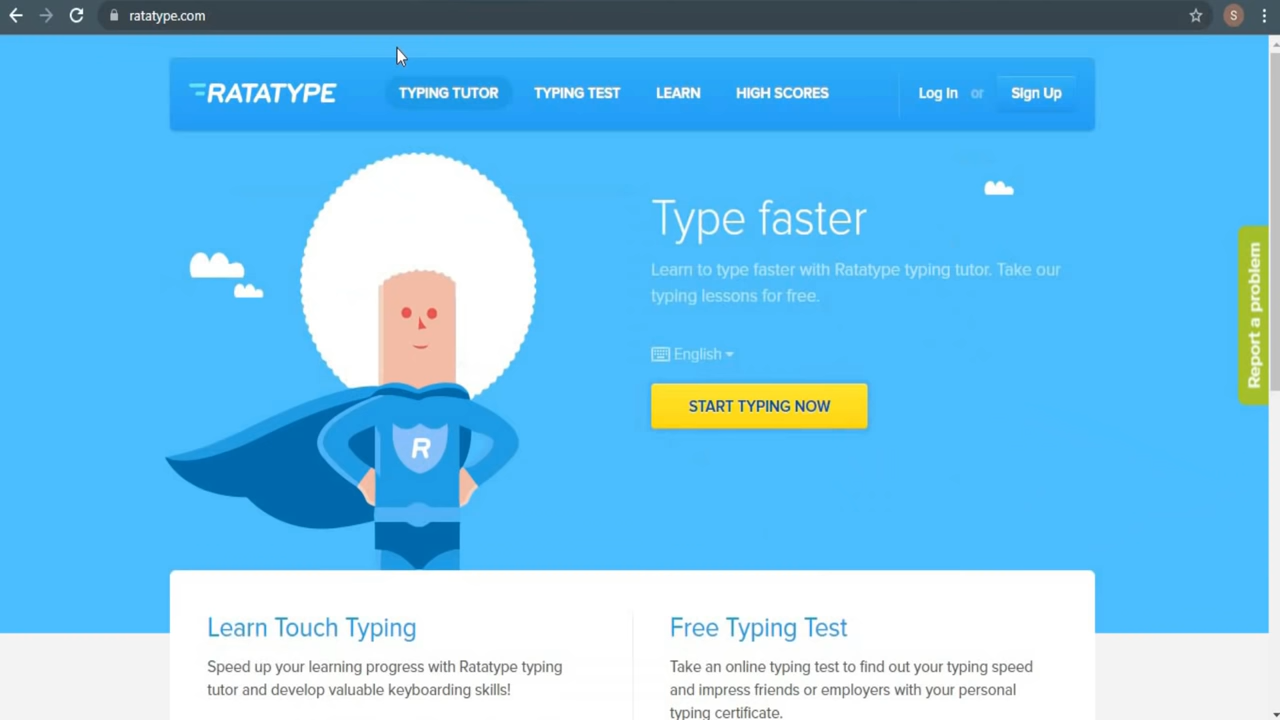 ratatype.com
S
RATATYPE
TYPING TUTOR
TYPING TEST
LEARN
HIGH SCORES
Log In or Sign Up
Type faster
Learn to type faster with Ratatype typing tutor. Take our
typing lessons for free.
English
START TYPING NOW
Report a problem
R
Learn Touch Typing
Speed up your learning progress with Ratatype typing
tutor and develop valuable keyboarding skills!
Free Typing Test
Take an online typing test to find out your typing speed
and impress friends or employers with your personal
typing certificate.